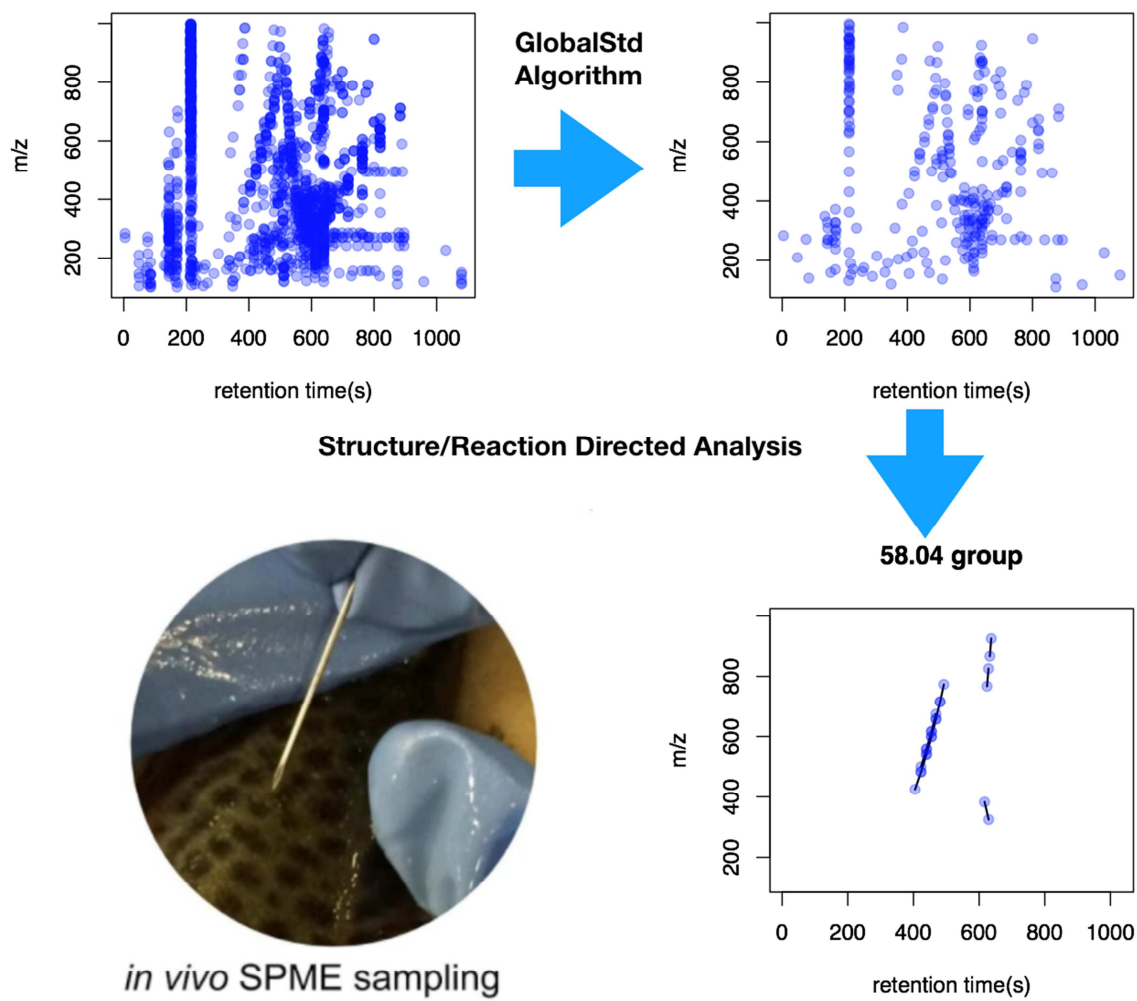 GlobalStd
Algorithm
800
600
400
200
m/z
0 200 400 600 800 1000
retention time(s)
800
600
400
200
m/z
0 200 400 600 800 1000
retention time(s)
Structure/Reaction Directed Analysis
58.04 group
800
600
400
200
m/z
0 200 400 600 800 1000
retention time(s)
in vivo SPME sampling